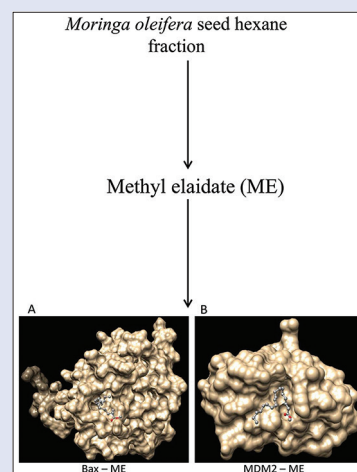 Moringa oleifera seed hexane
fraction
Methyl elaidate (ME)
A
B
Bax – ME
MDM2 – ME